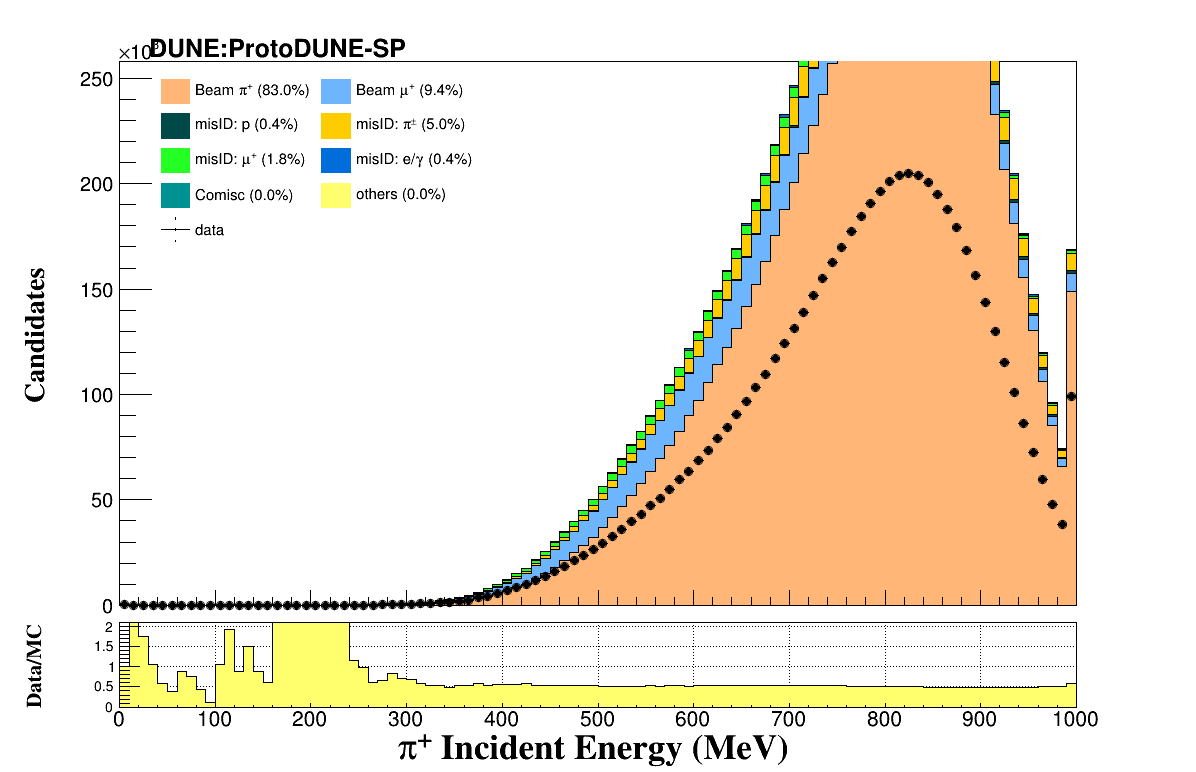 ×10³ DUNE:ProtoDUNE-SP
250
200
150
100
50
0
Candidates
Beam π⁺ (83.0%)
Beam μ⁺ (9.4%)
misID: p (0.4%)
misID: π± (5.0%)
misID: μ⁺ (1.8%)
misID: e/γ (0.4%)
Comisc (0.0%)
others (0.0%)
data
2
1.5
1
0.5
0
Data/MC
0 100 200 300 400 500 600 700 800 900 1000
π⁺ Incident Energy (MeV)